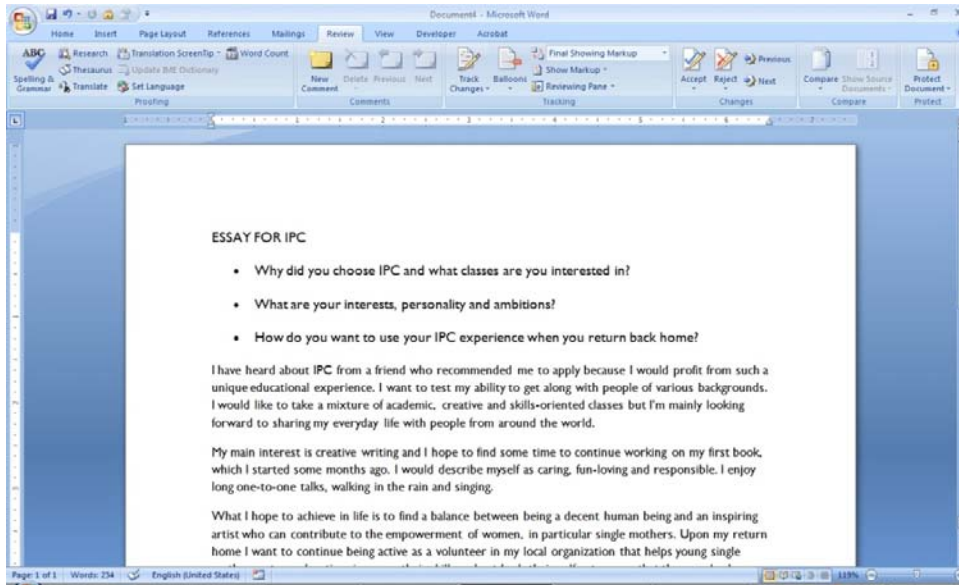 Document4 - Microsoft Word
Home Insert Page Layout References Mailings Review View Developer Acrobat
ABC Research Translation ScreenTip Word Count Final Showing Markup Previous
Spelling & Grammar Thesaurus Update IME Dictionary New Comment Delete Previous Next Track Changes Balloons Show Markup Accept Reject Next Compare Show Source Documents Protect Document
Translate Set Language Reviewing Pane
Proofing Comments Tracking Changes Compare Protect
ESSAY FOR IPC
• Why did you choose IPC and what classes are you interested in?
• What are your interests, personality and ambitions?
• How do you want to use your IPC experience when you return back home?
I have heard about IPC from a friend who recommended me to apply because I would profit from such a
unique educational experience. I want to test my ability to get along with people of various backgrounds.
I would like to take a mixture of academic, creative and skills-oriented classes but I'm mainly looking
forward to sharing my everyday life with people from around the world.
My main interest is creative writing and I hope to find some time to continue working on my first book,
which I started some months ago. I would describe myself as caring, fun-loving and responsible. I enjoy
long one-to-one talks, walking in the rain and singing.
What I hope to achieve in life is to find a balance between being a decent human being and an inspiring
artist who can contribute to the empowerment of women, in particular single mothers. Upon my return
home I want to continue being active as a volunteer in my local organization that helps young single
Page: 1 of 1 Words: 254 English (United States) 119%